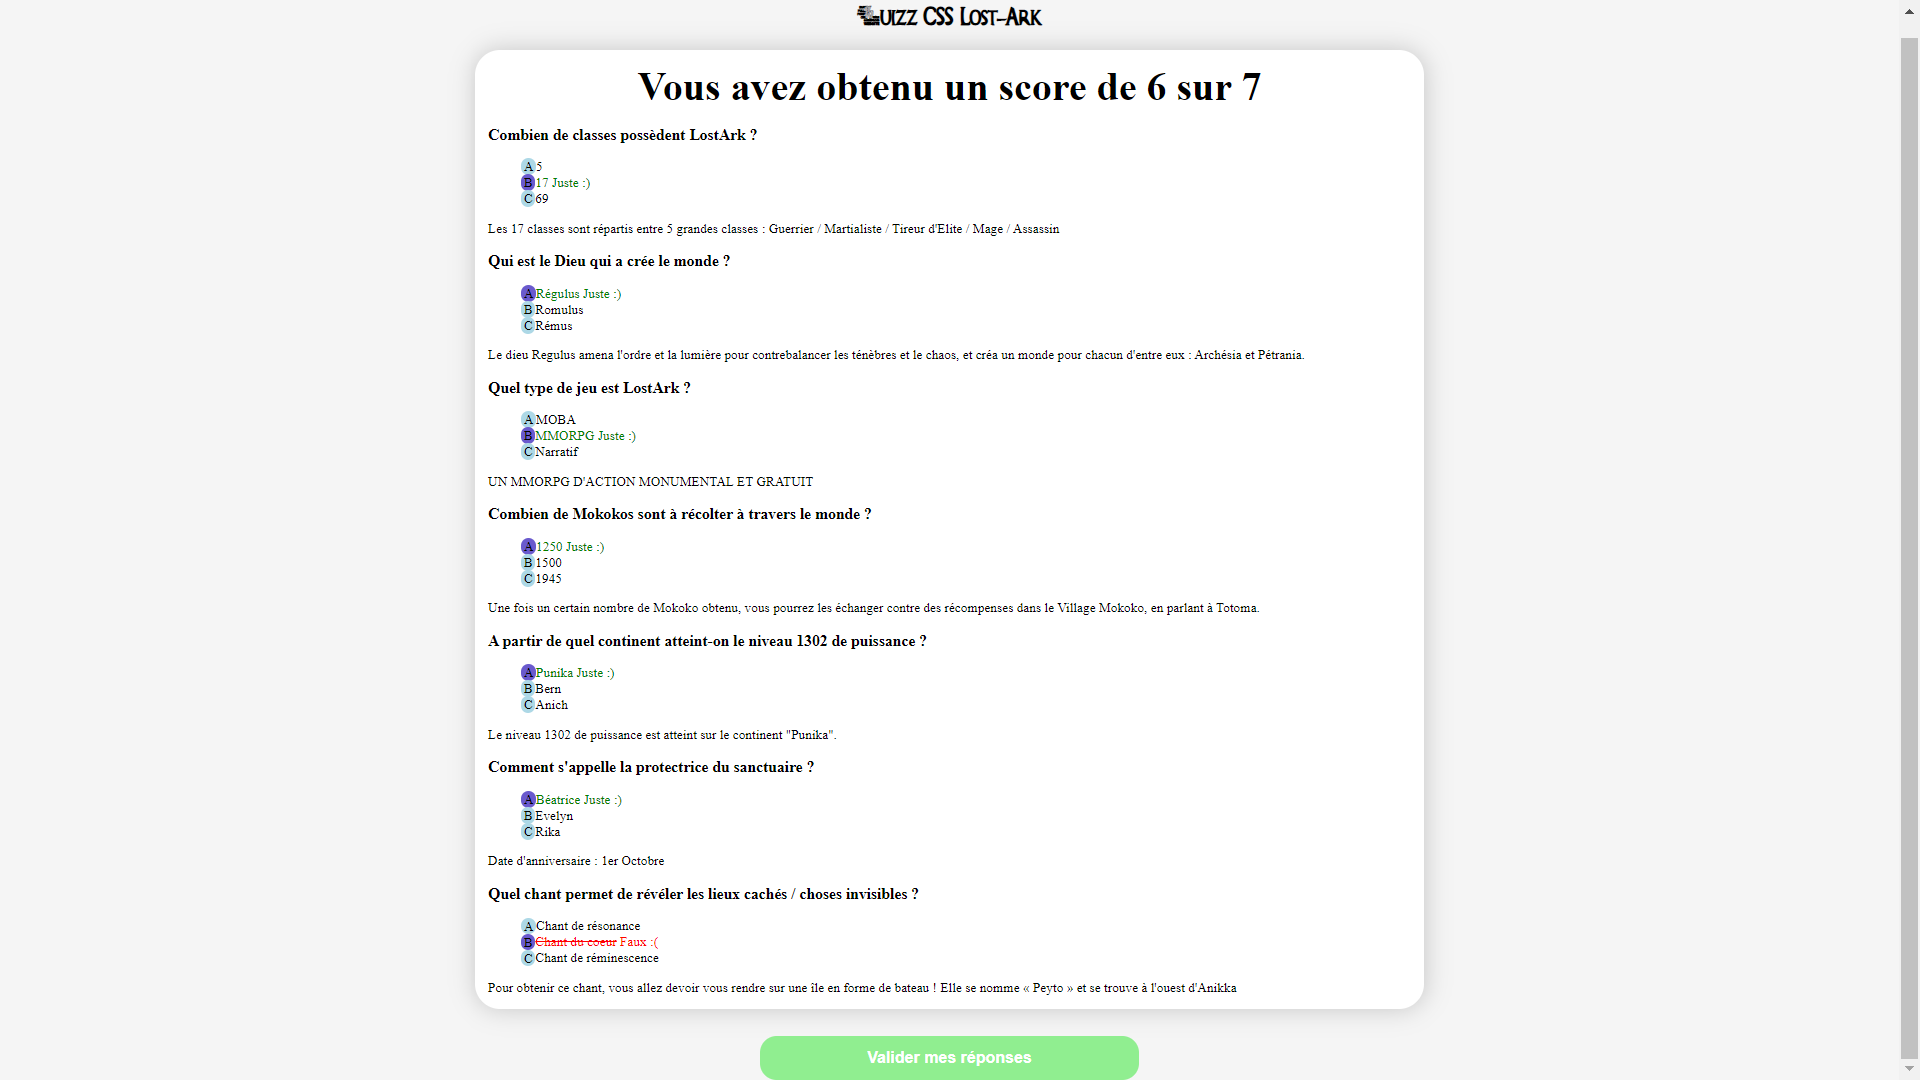 Quizz CSS Lost-Ark
Vous avez obtenu un score de 6 sur 7
Combien de classes possèdent LostArk ?
A 5
B 17 Juste :)
C 69
Les 17 classes sont répartis entre 5 grandes classes : Guerrier / Martialiste / Tireur d'Elite / Mage / Assassin
Qui est le Dieu qui a crée le monde ?
A Régulus Juste :)
B Romulus
C Rémus
Le dieu Regulus amena l'ordre et la lumière pour contrebalancer les ténèbres et le chaos, et créa un monde pour chacun d'entre eux : Archésia et Pétrania.
Quel type de jeu est LostArk ?
A MOBA
B MMORPG Juste :)
C Narratif
UN MMORPG D'ACTION MONUMENTAL ET GRATUIT
Combien de Mokokos sont à récolter à travers le monde ?
A 1250 Juste :)
B 1500
C 1945
Une fois un certain nombre de Mokoko obtenu, vous pourrez les échanger contre des récompenses dans le Village Mokoko, en parlant à Totoma.
A partir de quel continent atteint-on le niveau 1302 de puissance ?
A Punika Juste :)
B Bern
C Anich
Le niveau 1302 de puissance est atteint sur le continent "Punika".
Comment s'appelle la protectrice du sanctuaire ?
A Béatrice Juste :)
B Evelyn
C Rika
Date d'anniversaire : 1er Octobre
Quel chant permet de révéler les lieux cachés / choses invisibles ?
A Chant de résonance
B Chant du coeur Faux :(
C Chant de réminescence
Pour obtenir ce chant, vous allez devoir vous rendre sur une île en forme de bateau ! Elle se nomme « Peyto » et se trouve à l'ouest d'Anikka
Valider mes réponses